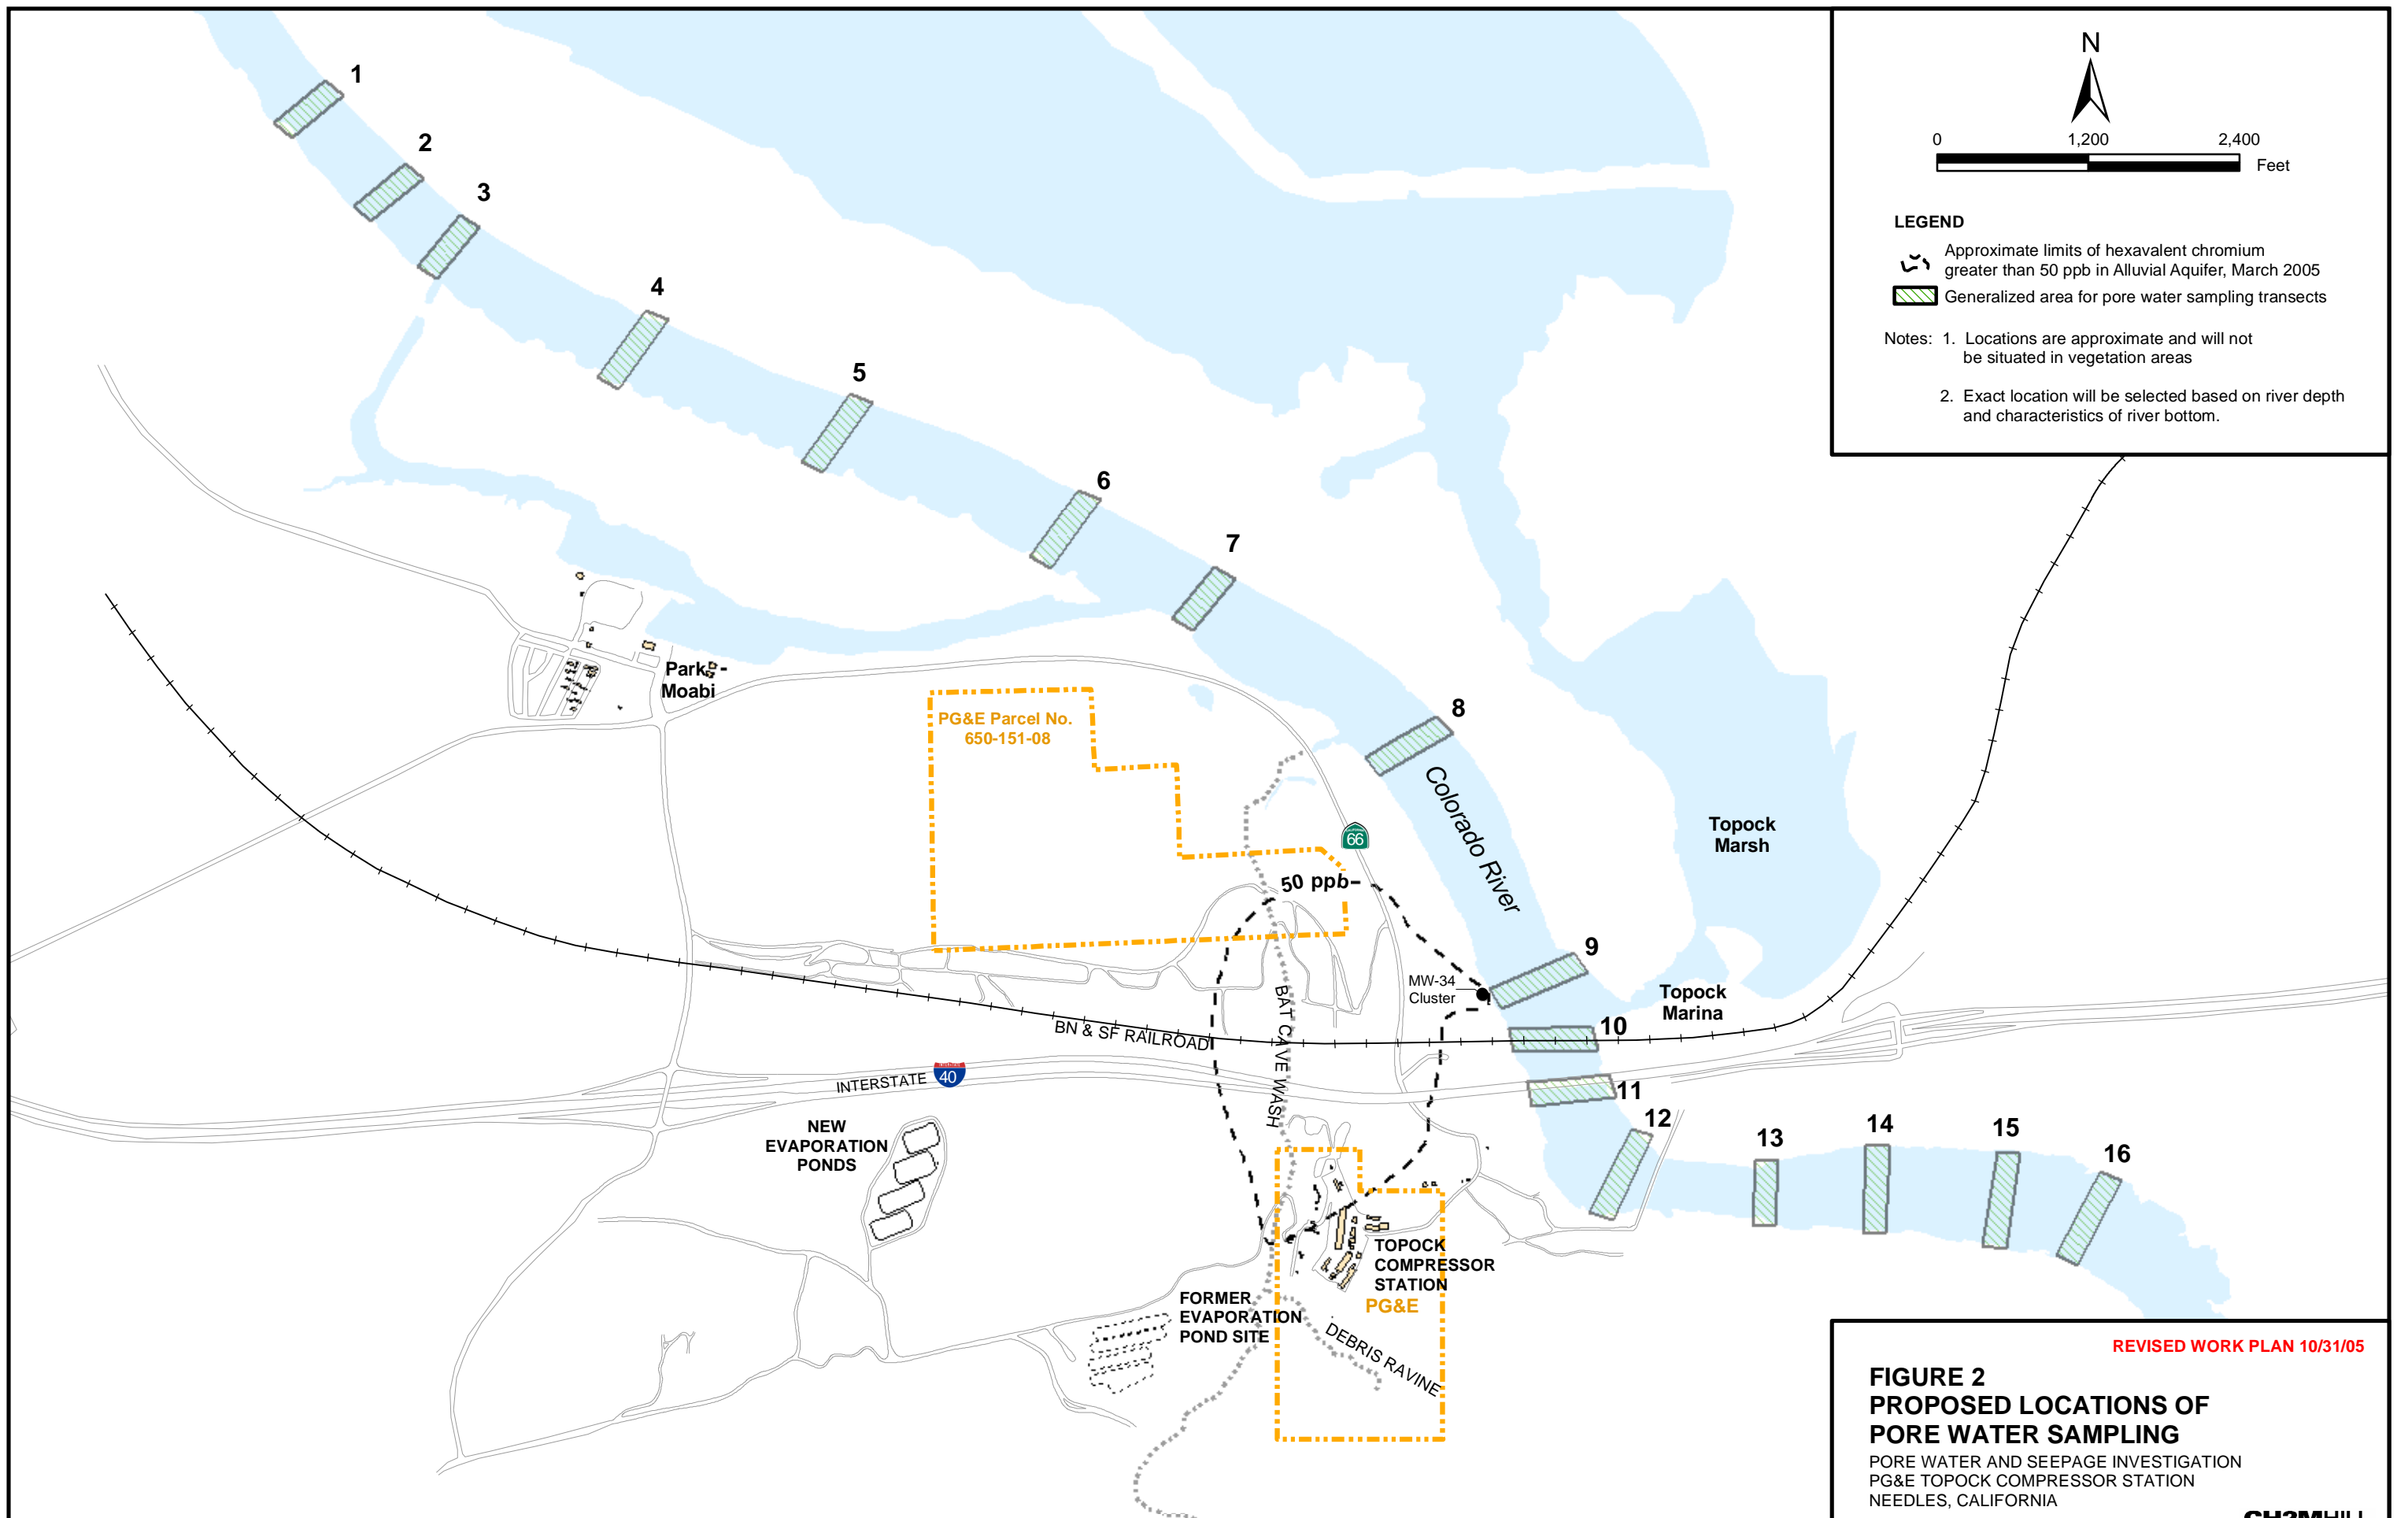 1
2
3
4
5
6
7
8
9
10
11
12
13
14
15
16
N
0 1,200 2,400
Feet
LEGEND
Approximate limits of hexavalent chromium
greater than 50 ppb in Alluvial Aquifer, March 2005
Generalized area for pore water sampling transects
Notes: 1. Locations are approximate and will not
be situated in vegetation areas
2. Exact location will be selected based on river depth
and characteristics of river bottom.
Park
Moabi
PG&E Parcel No.
650-151-08
66
Colorado River
Topock
Marsh
50 ppb
MW-34
Cluster
Topock
Marina
BN & SF RAILROAD
BAT CAVE WASH
INTERSTATE 40
NEW
EVAPORATION
PONDS
TOPOCK
COMPRESSOR
STATION
PG&E
FORMER
EVAPORATION
POND SITE
DEBRIS RAVINE
REVISED WORK PLAN 10/31/05
FIGURE 2
PROPOSED LOCATIONS OF
PORE WATER SAMPLING
PORE WATER AND SEEPAGE INVESTIGATION
PG&E TOPOCK COMPRESSOR STATION
NEEDLES, CALIFORNIA
CH2MHILL